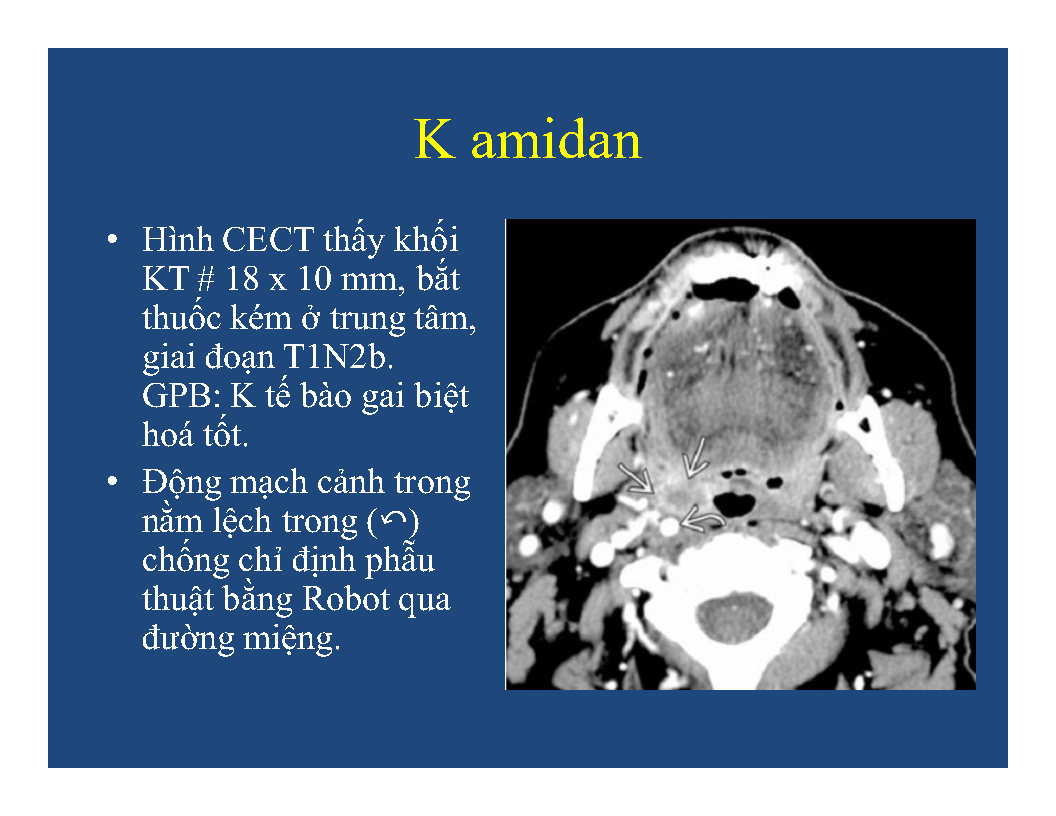 K amidan
• Hình CECT thấy khối
KT # 18 x 10 mm, bắt
thuốc kém ở trung tâm,
giai đoạn T1N2b.
GPB: K tế bào gai biệt
hoá tốt.
• Động mạch cảnh trong
nằm lệch trong (↶)
chống chỉ định phẫu
thuật bằng Robot qua
đường miệng.